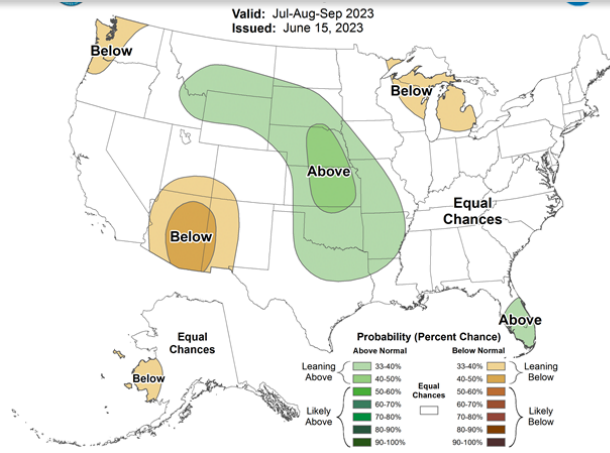 Valid: Jul-Aug-Sep 2023
Issued: June 15, 2023
Below
Below
Above
Equal
Chances
Below
Above
Equal
Chances
Below
Probability (Percent Chance)
Above Normal
Below Normal
Leaning
Above
33-40%
40-50%
Likely
Above
50-60%
60-70%
70-80%
80-90%
90-100%
Equal
Chances
33-40%
40-50%
Leaning
Below
50-60%
60-70%
70-80%
80-90%
90-100%
Likely
Below